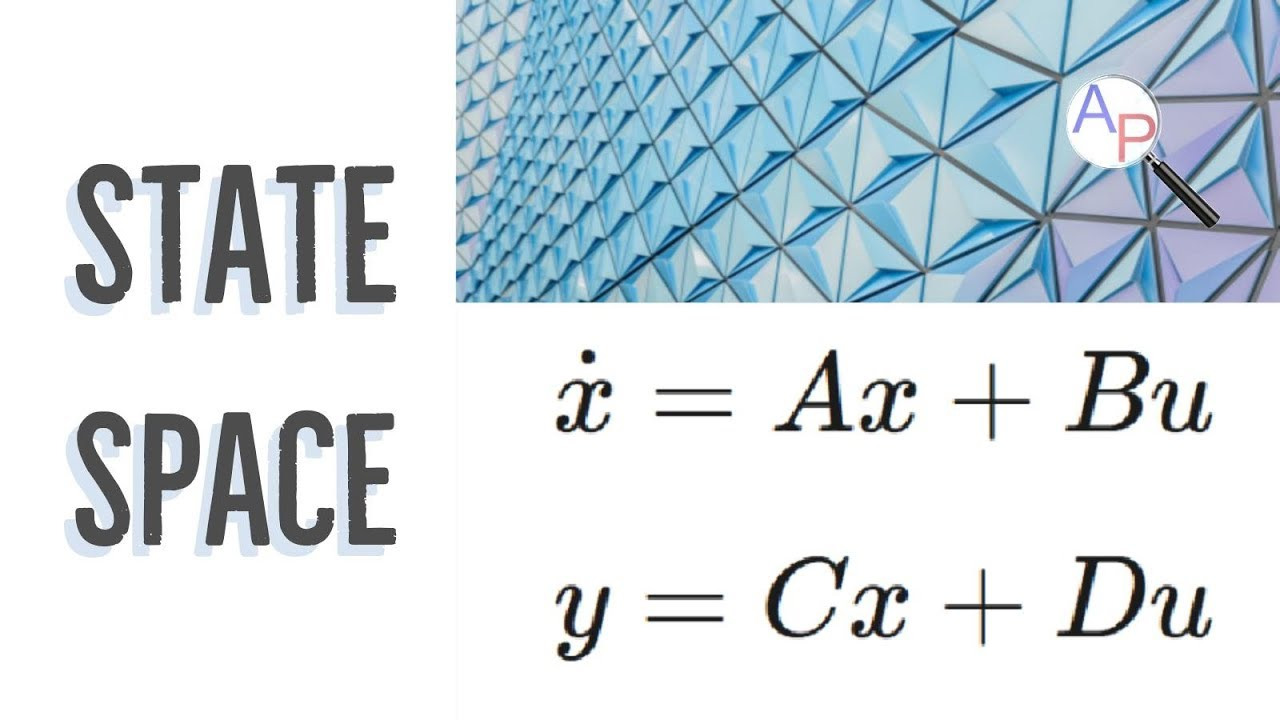 STATE
SPACE
AP
ẋ = Ax + Bu
y = Cx + Du